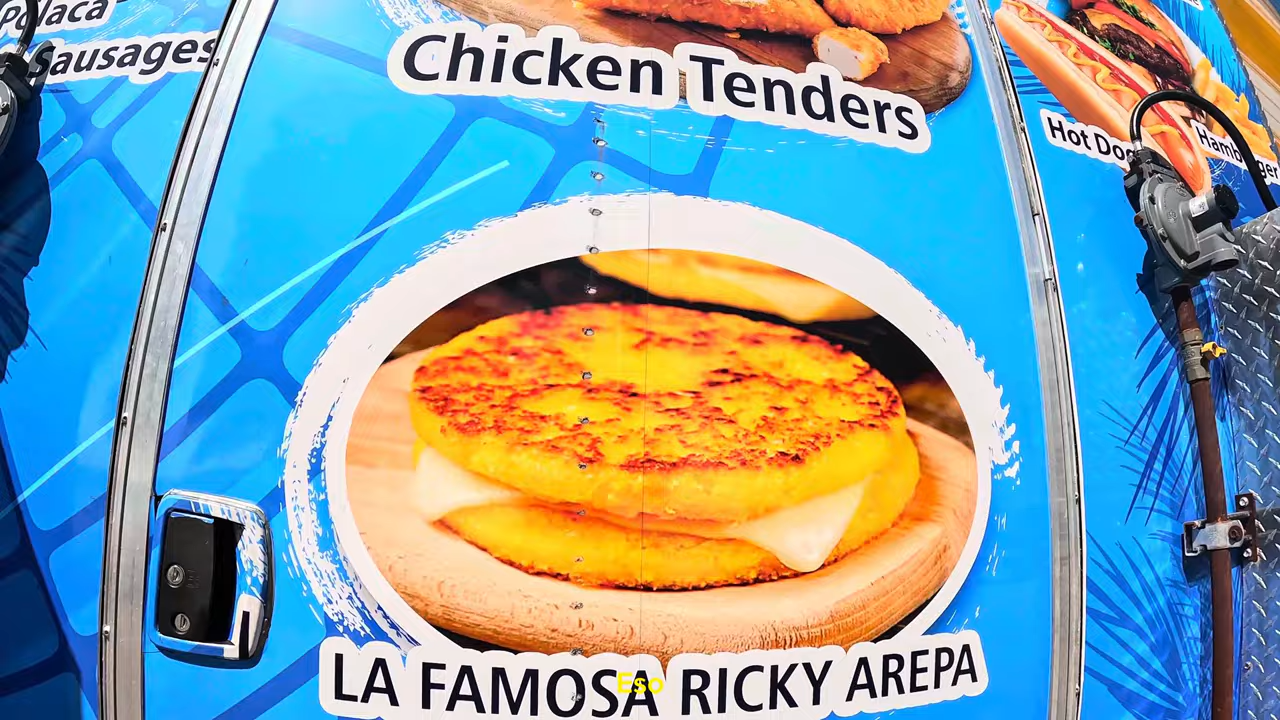 Polaca
Sausages
Chicken Tenders
Hot Dog
Hamburger
LA FAMOSA RICKY AREPA
Eso